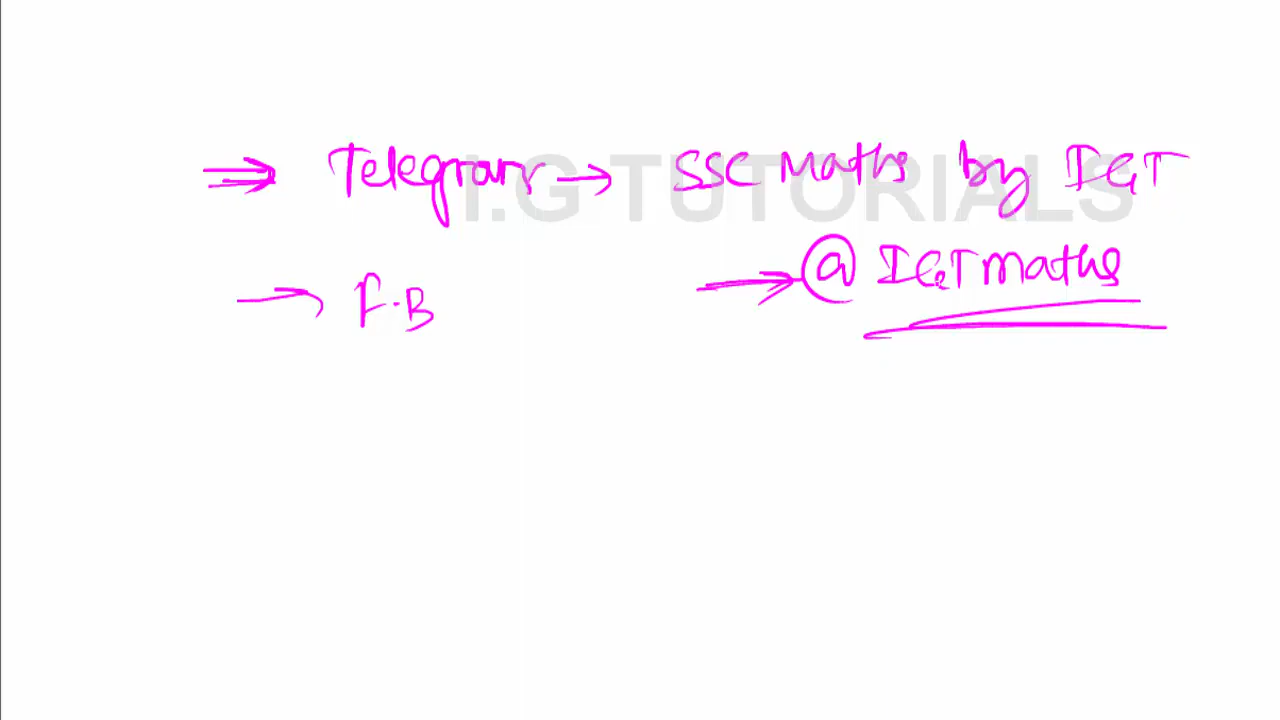 ⇒ Telegram → SSC Maths by IGT
I.G TUTORIALS
→ @IGTmaths
→ F.B